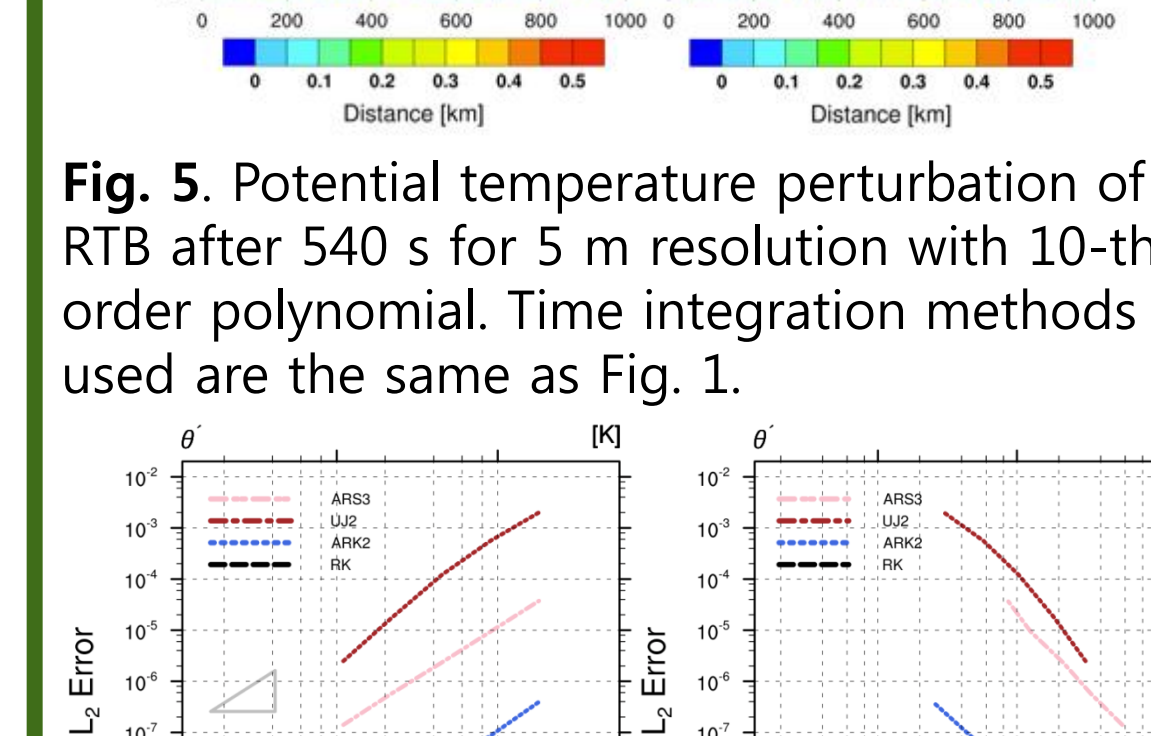 0 200 400 600 800 1000 0 200 400 600 800 1000
0 0.1 0.2 0.3 0.4 0.5 0 0.1 0.2 0.3 0.4 0.5
Distance [km] Distance [km]
Fig. 5. Potential temperature perturbation of
RTB after 540 s for 5 m resolution with 10-th
order polynomial. Time integration methods
used are the same as Fig. 1.
θ´ [K] θ´
10⁻² 10⁻²
ARS3 ARS3
UJ2 UJ2
10⁻³ 10⁻³
ARK2 ARK2
RK RK
10⁻⁴ 10⁻⁴
10⁻⁵ 10⁻⁵
10⁻⁶ 10⁻⁶
10⁻⁷ 10⁻⁷
L₂ Error L₂ Error